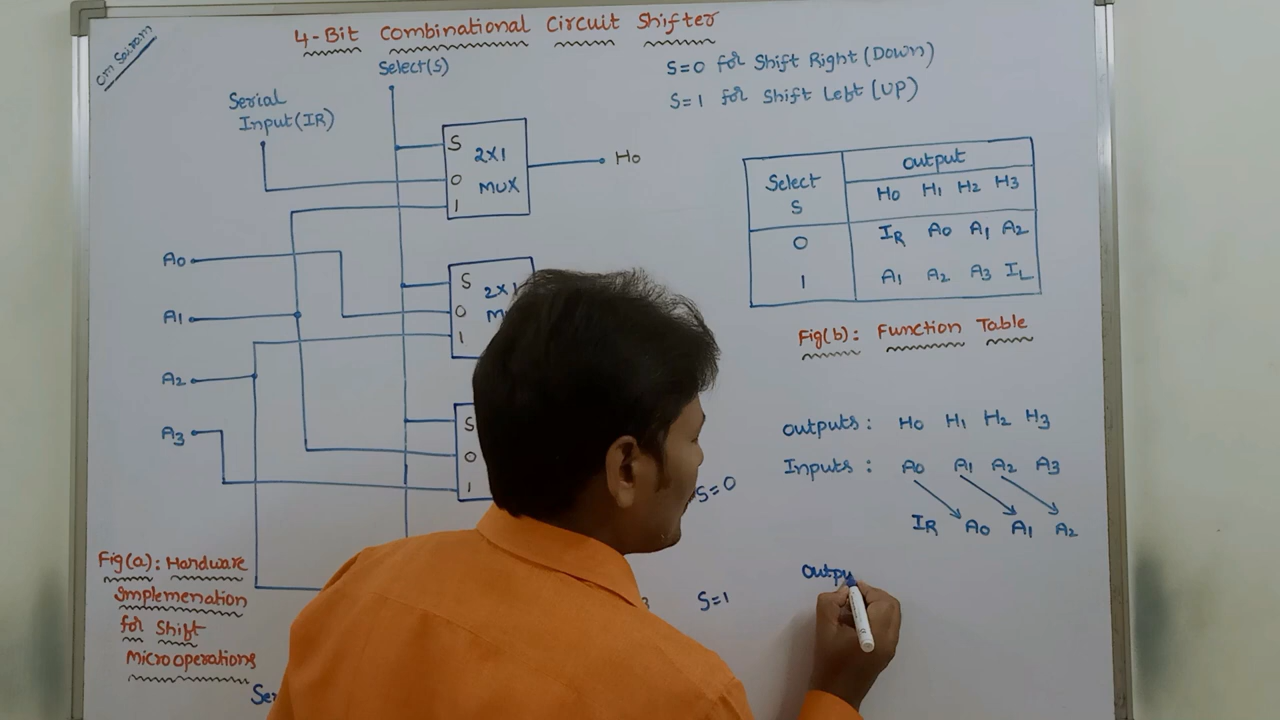 Om Sairam
4-Bit Combinational Circuit Shifter
Select(S)
Serial
Input(IR)
S=0 for Shift Right (Down)
S=1 for Shift Left (UP)
S
0
1
2X1
MUX
H0
A0
A1
A2
A3
S
0
1
2X1
S
0
1
Select
S
output
H0 H1 H2 H3
0 IR A0 A1 A2
1 A1 A2 A3 IL
Fig(b): Function Table
outputs: H0 H1 H2 H3
Inputs : A0 A1 A2 A3
IR A0 A1 A2
S=0
S=1
outpu
Fig(a): Hardware
Implemenation
for Shift
Microoperations